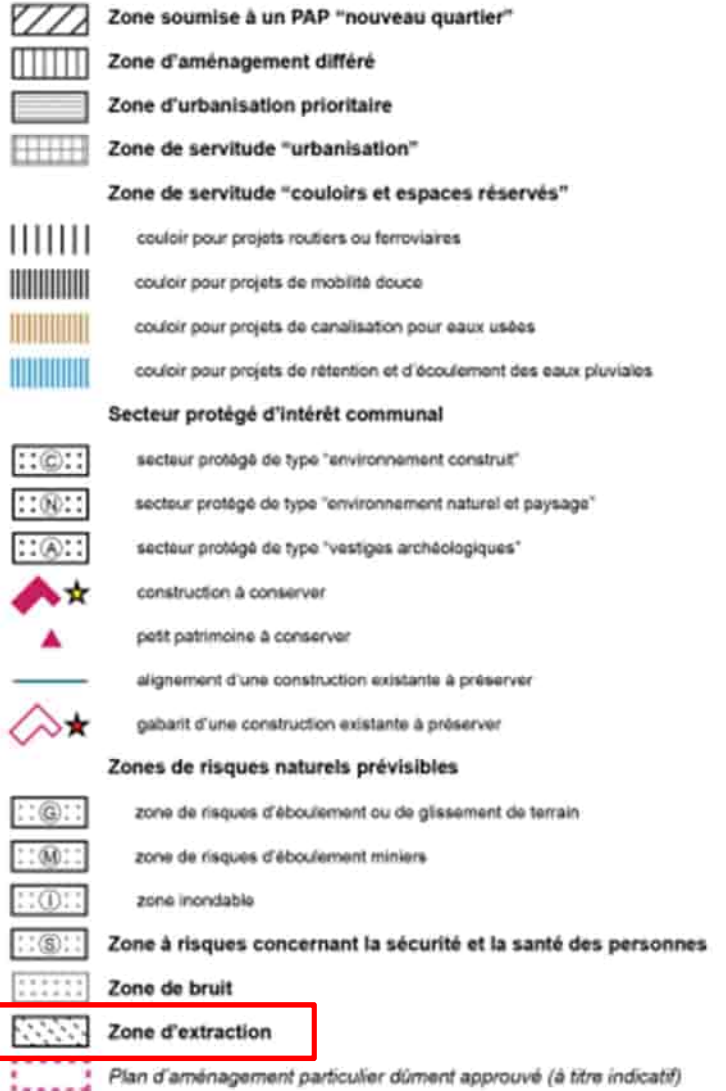 Zone soumise à un PAP "nouveau quartier"
Zone d'aménagement différé
Zone d'urbanisation prioritaire
Zone de servitude "urbanisation"
Zone de servitude "couloirs et espaces réservés"
couloir pour projets routiers ou ferroviaires
couloir pour projets de mobilité douce
couloir pour projets de canalisation pour eaux usées
couloir pour projets de rétention et d'écoulement des eaux pluviales
Secteur protégé d'intérêt communal
C secteur protégé de type "environnement construit"
N secteur protégé de type "environnement naturel et paysage"
A secteur protégé de type "vestiges archéologiques"
construction à conserver
petit patrimoine à conserver
alignement d'une construction existante à préserver
gabarit d'une construction existante à préserver
Zones de risques naturels prévisibles
G zone de risques d'éboulement ou de glissement de terrain
M zone de risques d'éboulement miniers
I zone inondable
S Zone à risques concernant la sécurité et la santé des personnes
Zone de bruit
Zone d'extraction
Plan d'aménagement particulier dûment approuvé (à titre indicatif)